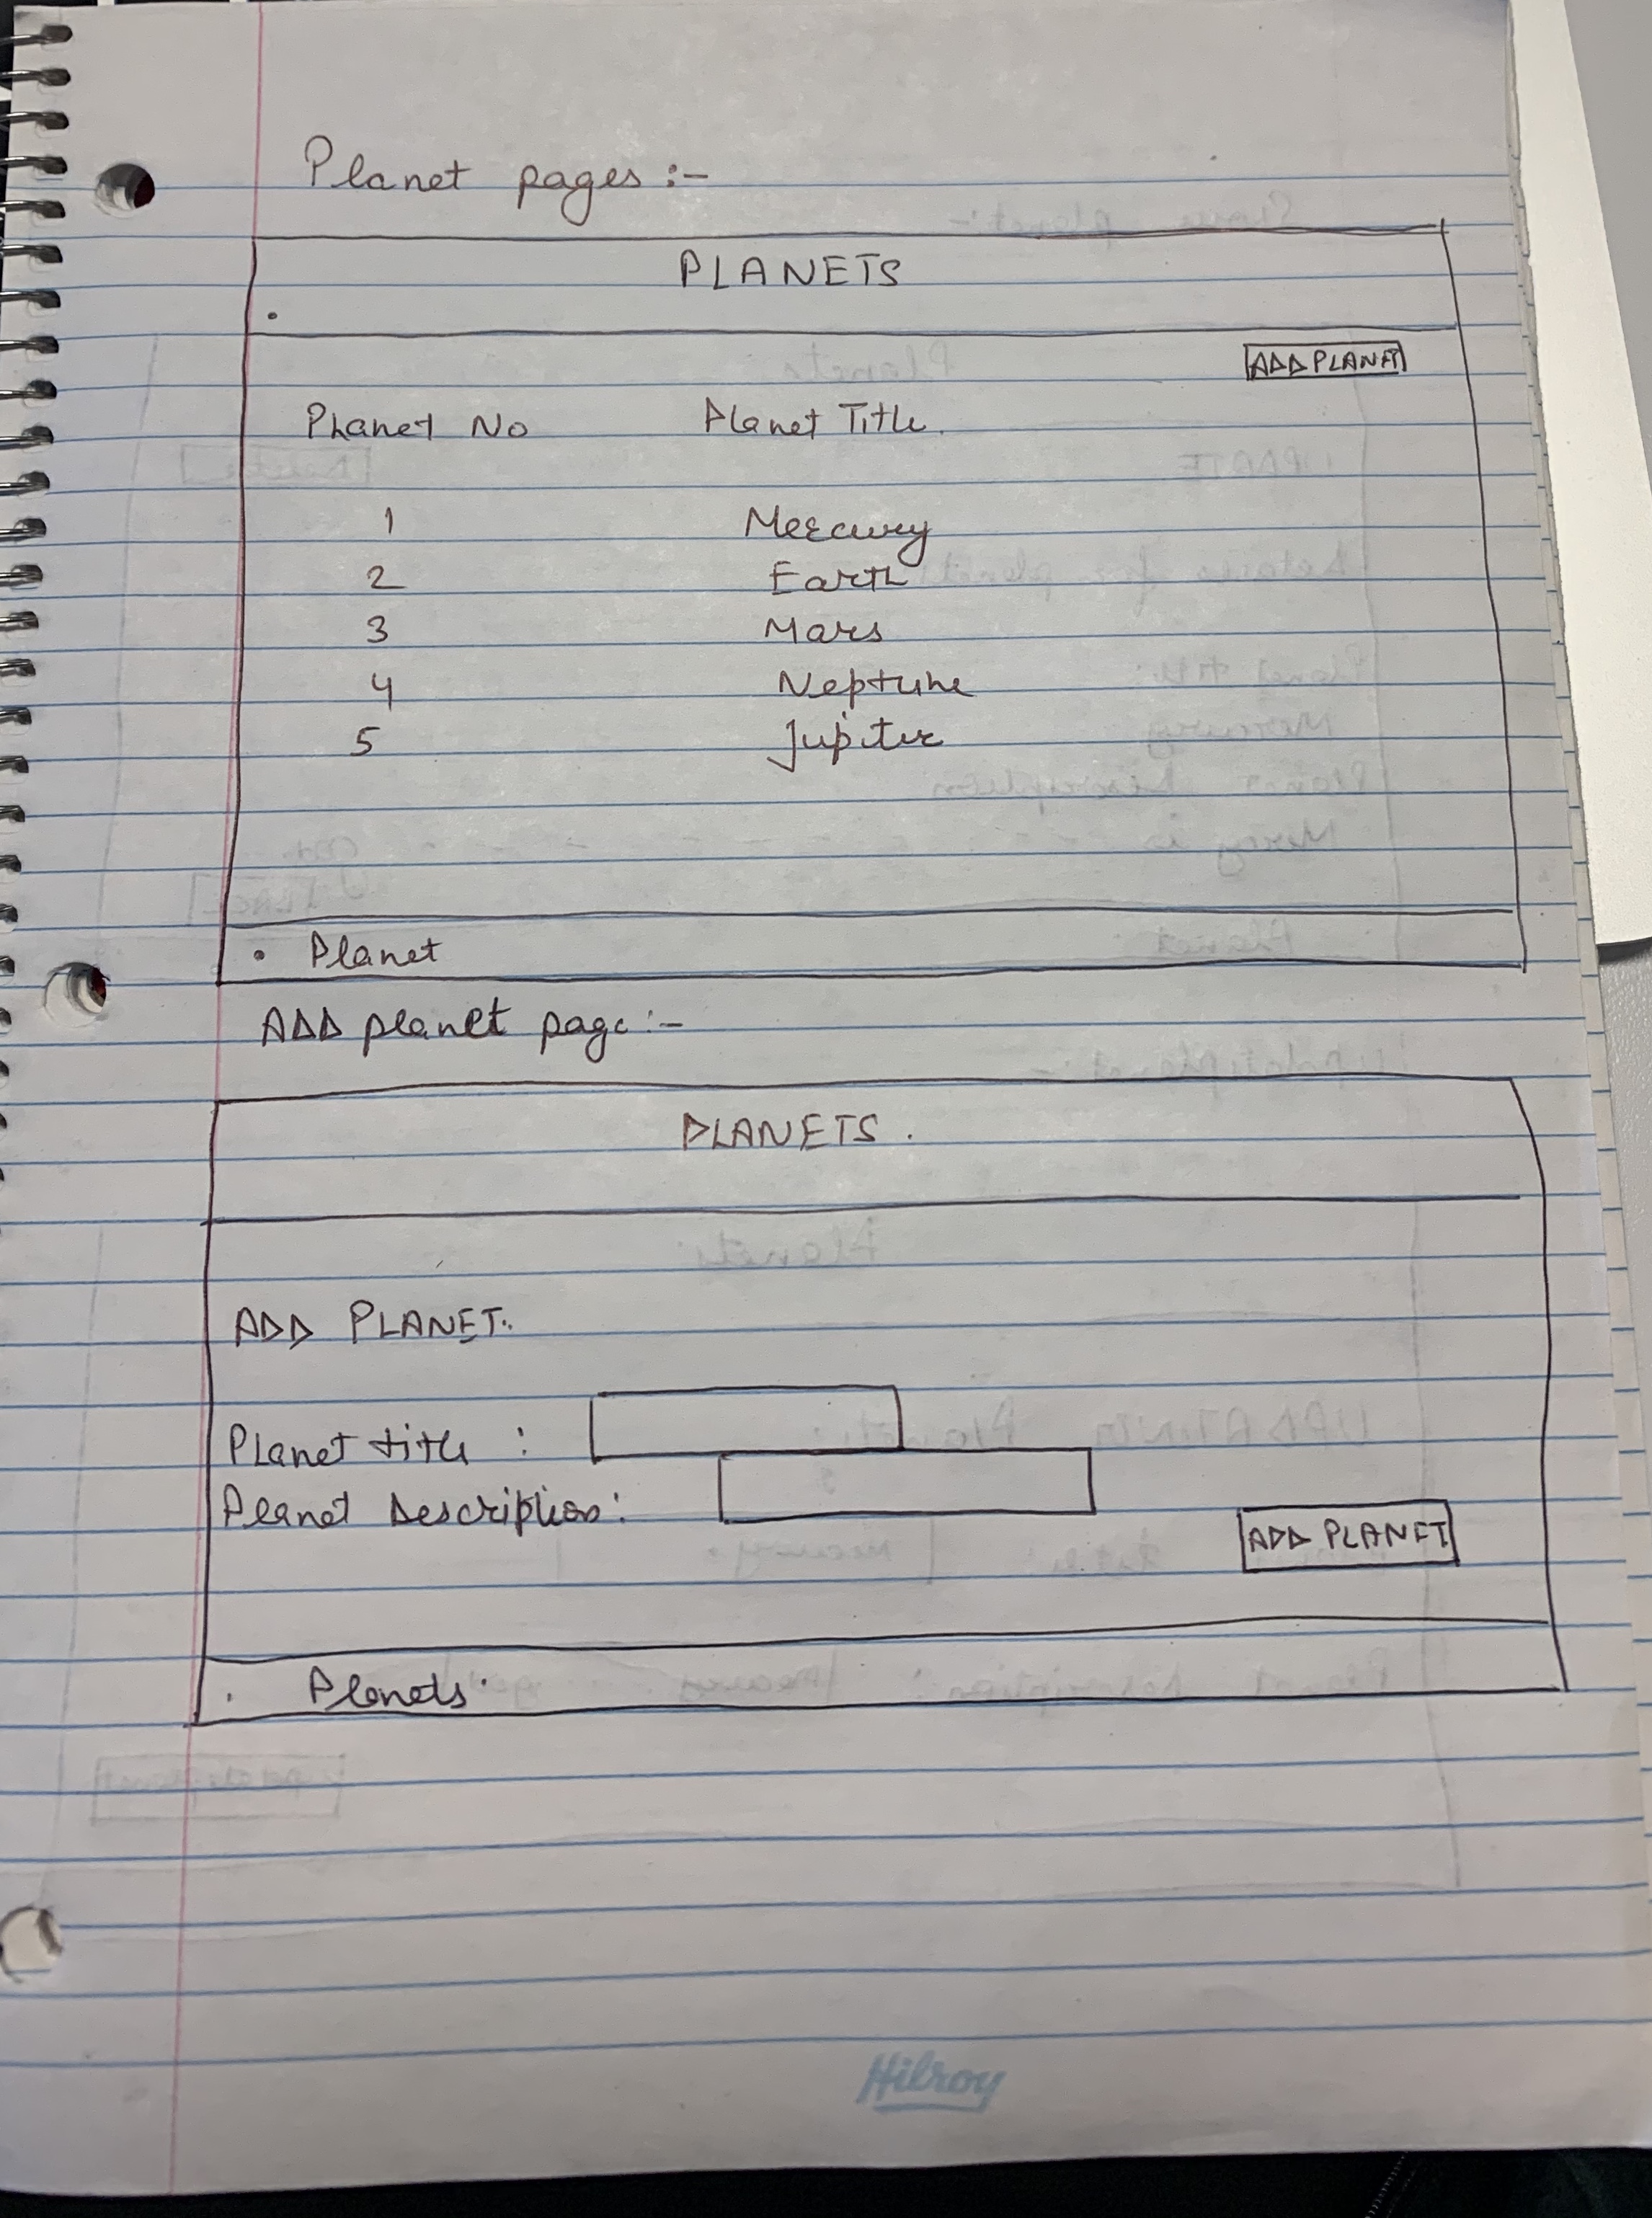 Planet pages :-
PLANETS
ADD PLANET
Planet No Planet Title
1 Mercury
2 Earth
3 Mars
4 Neptune
5 Jupiter
• Planet
ADD planet page :-
PLANETS.
ADD PLANET.
Planet title :
Planet Description :
ADD PLANET
. Planets.
Hilroy